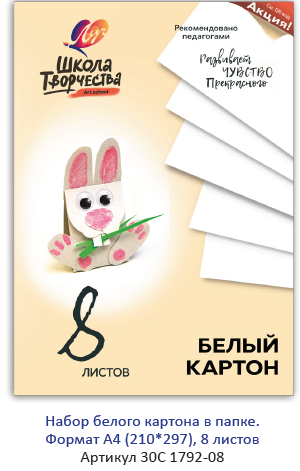 Луч
Школа
Творчества
Art school
Рекомендовано
педагогами
Развивает
ЧУВСТВО
Прекрасного
Акция!
8
ЛИСТОВ
БЕЛЫЙ
КАРТОН
Набор белого картона в папке.
Формат А4 (210*297), 8 листов
Артикул 30С 1792-08